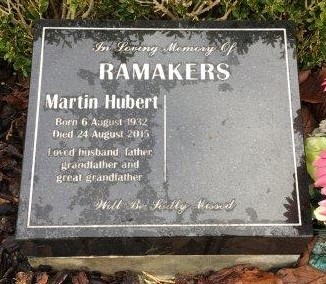 In Loving Memory Of
RAMAKERS
Martin Hubert
Born 6 August 1932
Died 24 August 2015
Loved husband father
grandfather and
great grandfather
Will Be Sadly Missed